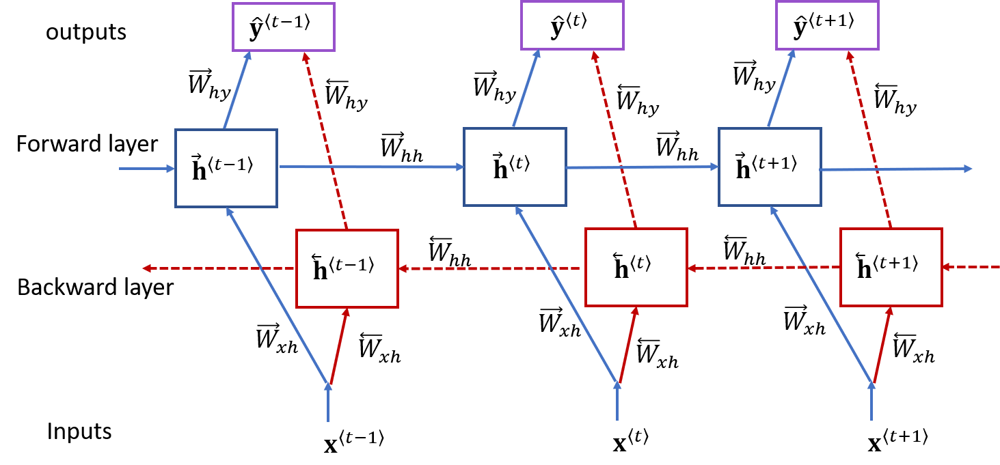 outputs ŷ⟨t−1⟩ ŷ⟨t⟩ ŷ⟨t+1⟩
W⃗hy W⃖hy W⃗hy W⃖hy W⃗hy W⃖hy
Forward layer h⃗⟨t−1⟩ W⃗hh h⃗⟨t⟩ W⃗hh h⃗⟨t+1⟩
Backward layer h⃖⟨t−1⟩ W⃖hh h⃖⟨t⟩ W⃖hh h⃖⟨t+1⟩
W⃗xh W⃖xh W⃗xh W⃖xh W⃗xh W⃖xh
Inputs x⟨t−1⟩ x⟨t⟩ x⟨t+1⟩